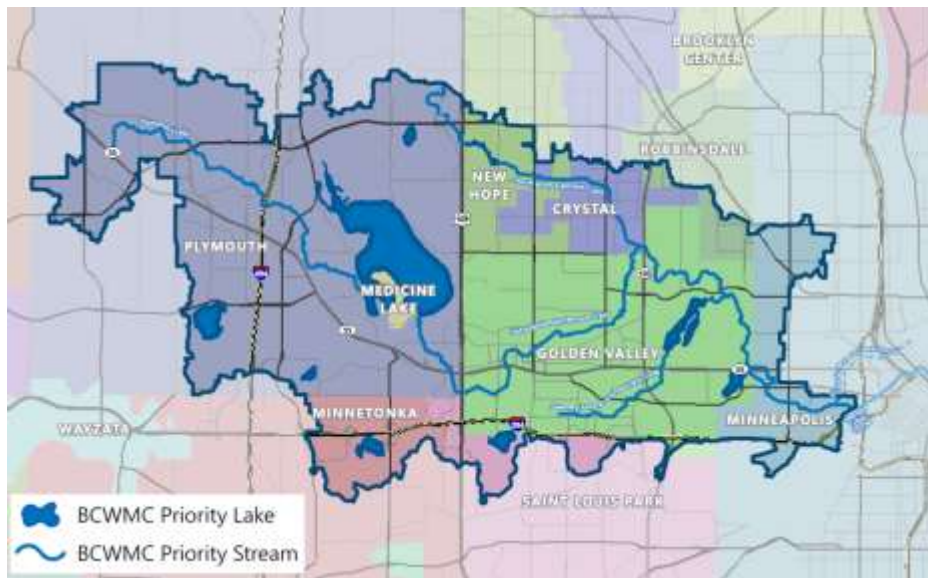 BROOKLYN
CENTER
ROBBINSDALE
NEW
HOPE
CRYSTAL
PLYMOUTH
MEDICINE
LAKE
55
GOLDEN VALLEY
MINNETONKA
MINNEAPOLIS
WAYZATA
SAINT LOUIS PARK
BCWMC Priority Lake
BCWMC Priority Stream